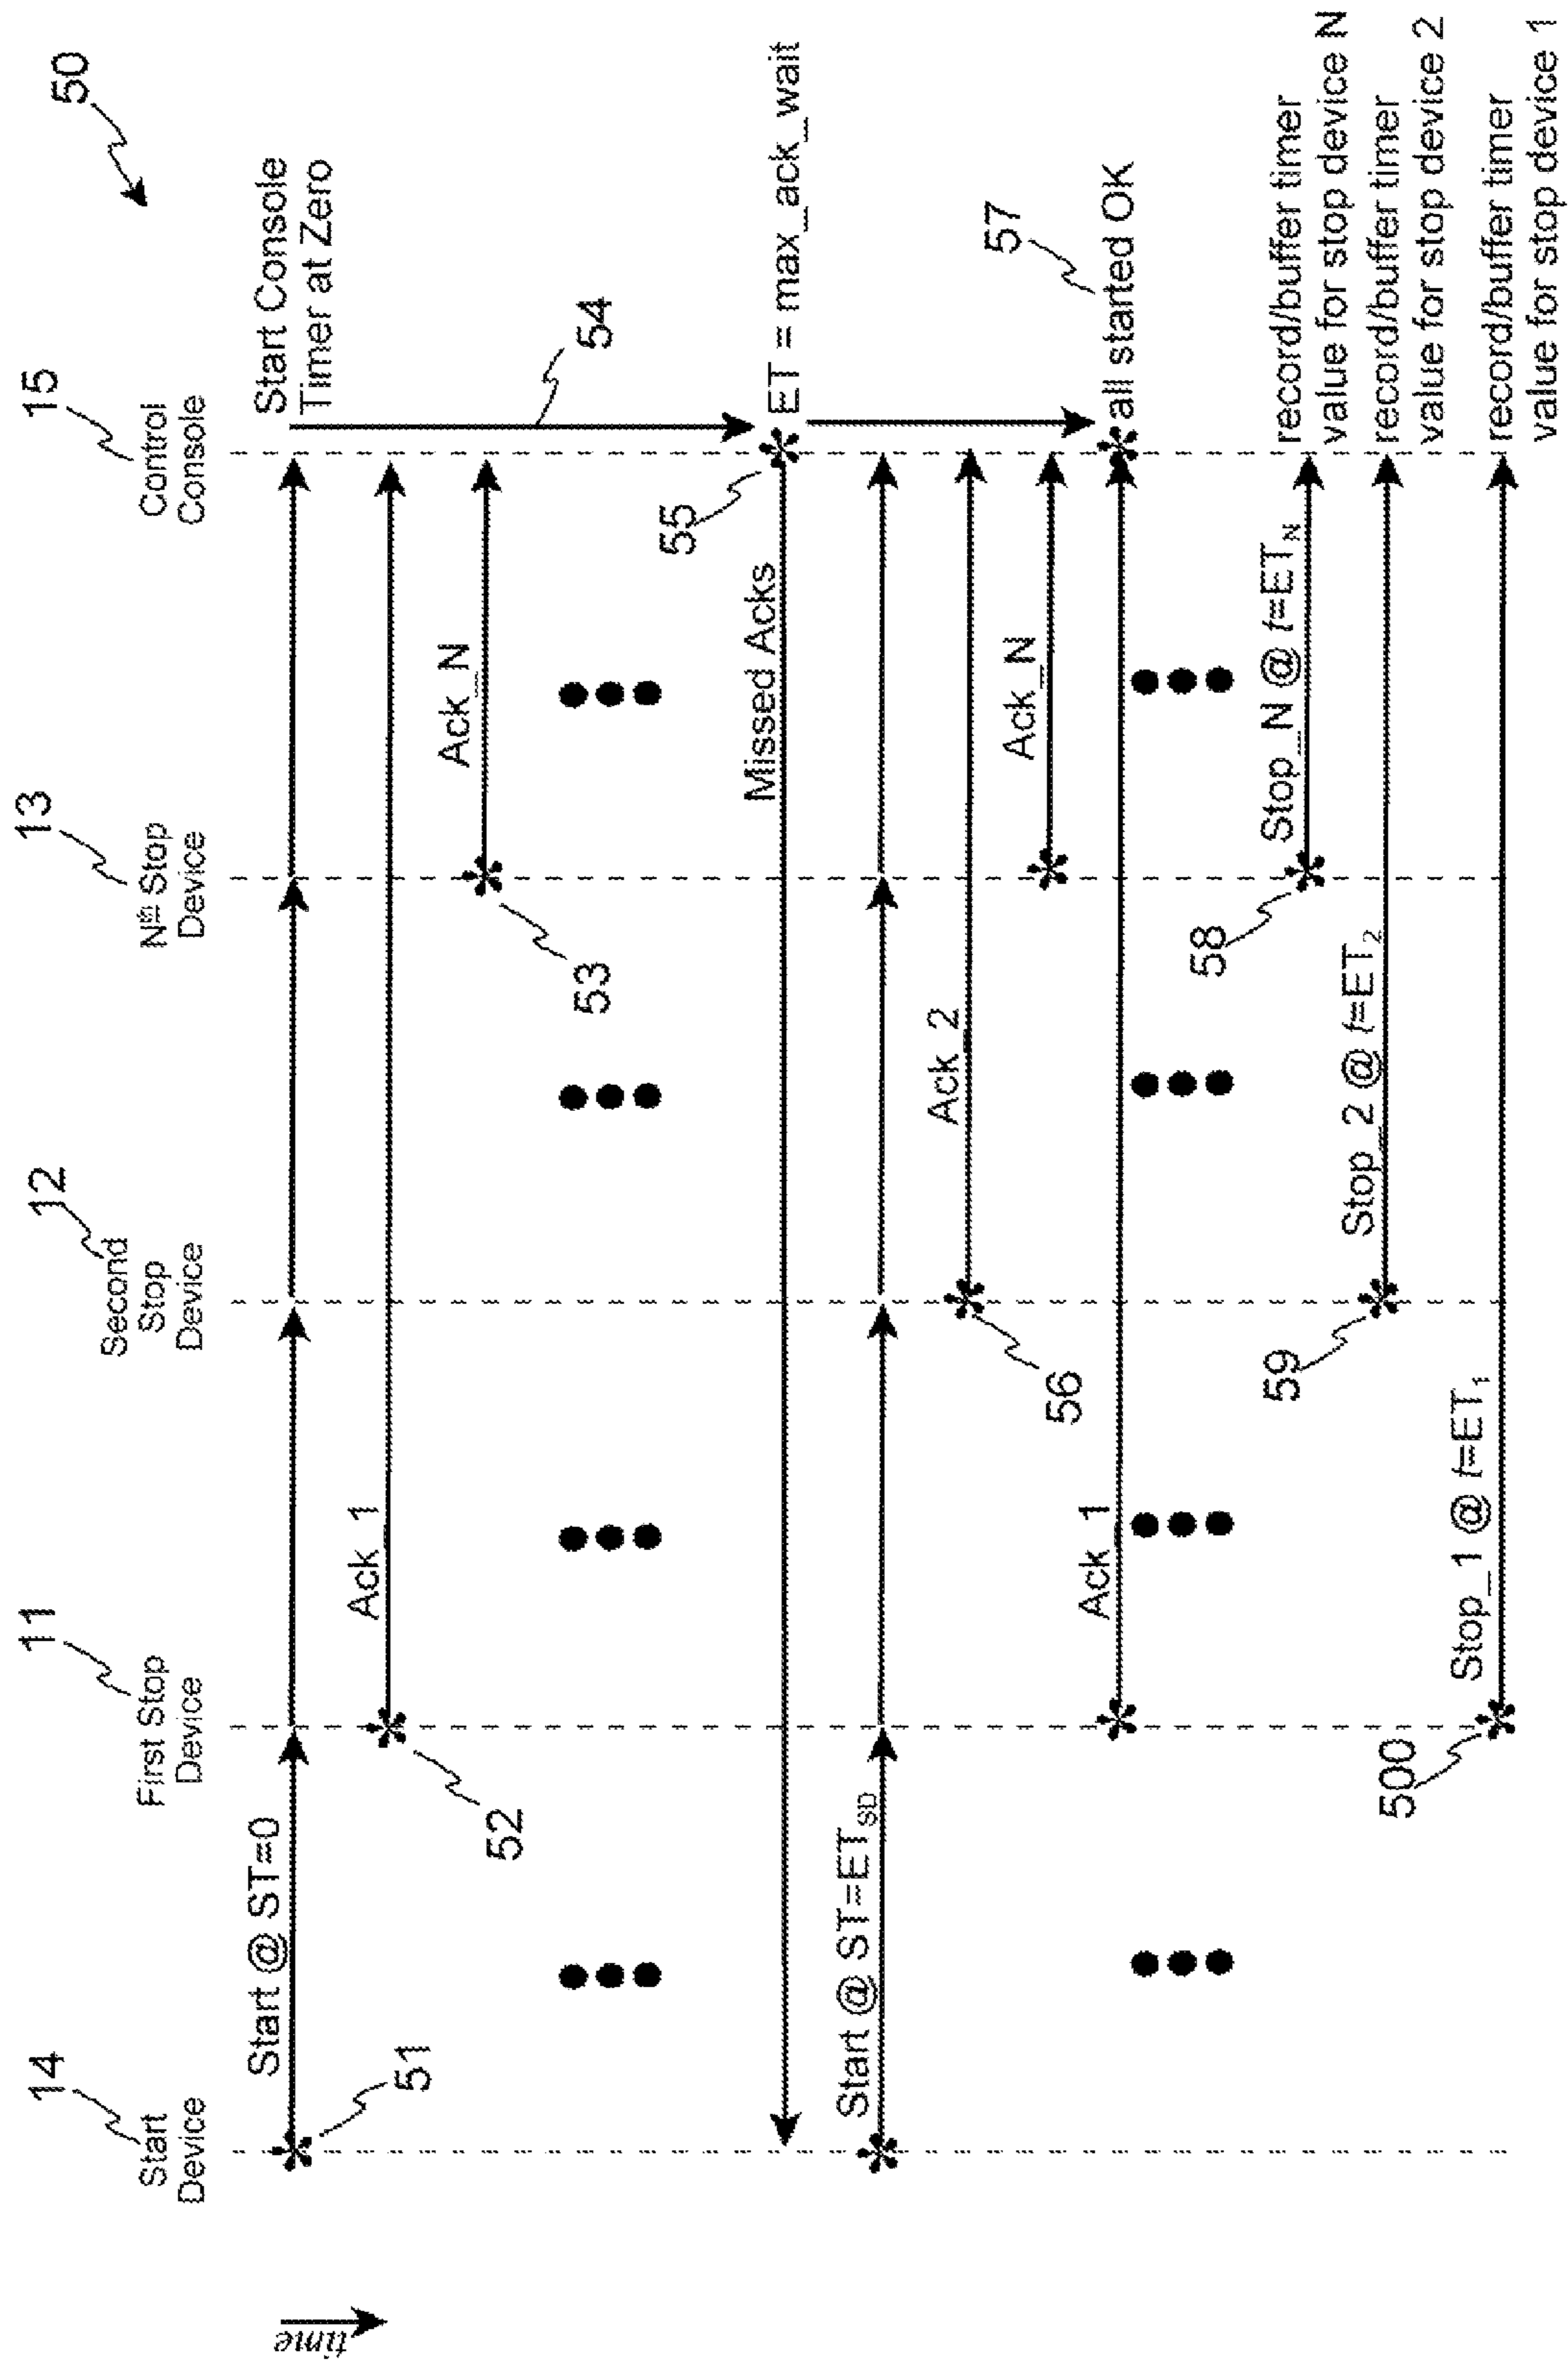 50
14
Start
Device
11
First Stop
Device
12
Second
Stop
Device
13
Nth Stop
Device
15
Control
Console
time
Start @ ST=0
Start Console
Timer at Zero
51
Ack_1
52
Ack_N
53
54
Missed Acks
55
ET = max_ack_wait
Start @ ST=ETSD
Ack_2
56
Ack_N
Ack_1
57
all started OK
Stop_N @ t=ETN
58
record/buffer timer
value for stop device N
Stop_2 @ t=ET2
59
record/buffer timer
value for stop device 2
Stop_1 @ t=ET1
500
record/buffer timer
value for stop device 1